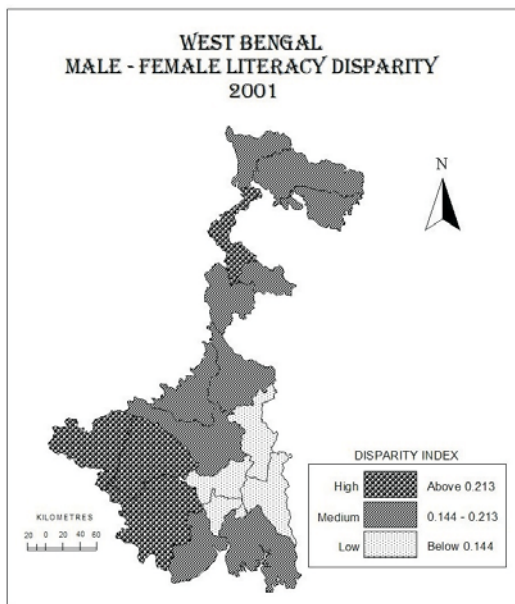 WEST BENGAL
MALE - FEMALE LITERACY DISPARITY
2001
N
DISPARITY INDEX
High Above 0.213
Medium 0.144 - 0.213
Low Below 0.144
KILOMETRES
20 0 20 40 60